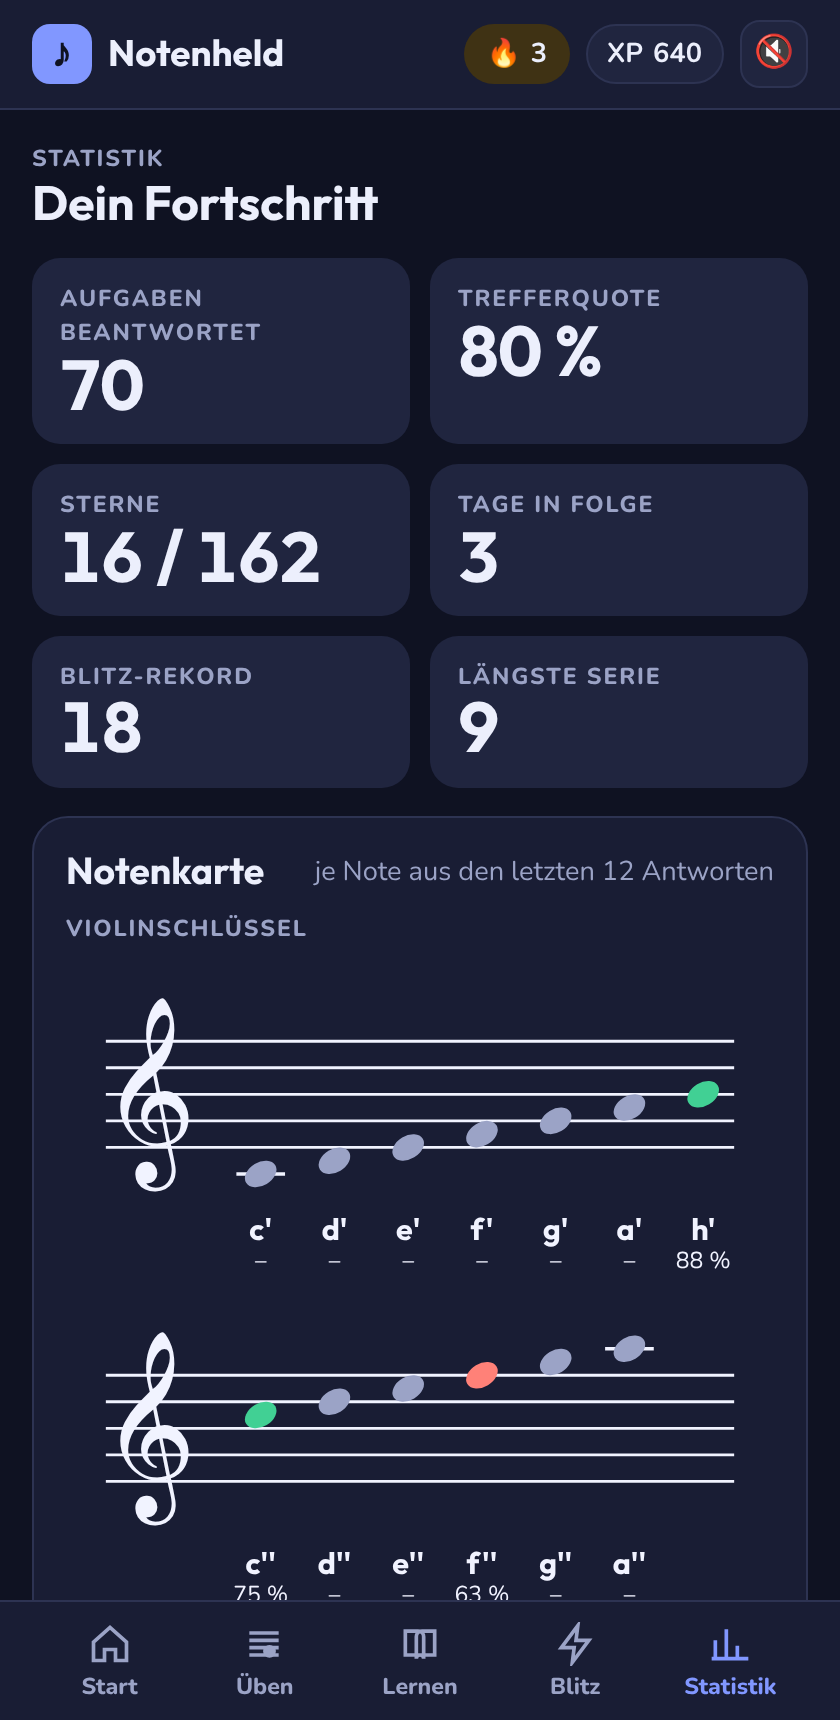 Notenheld
3
XP 640
STATISTIK
Dein Fortschritt
AUFGABEN
BEANTWORTET
70
TREFFERQUOTE
80 %
STERNE
16 / 162
TAGE IN FOLGE
3
BLITZ-REKORD
18
LÄNGSTE SERIE
9
Notenkarte
je Note aus den letzten 12 Antworten
VIOLINSCHLÜSSEL
c' d' e' f' g' a' h'
– – – – – – 88 %
c'' d'' e'' f'' g'' a''
75 % – – 63 % – –
Start
Üben
Lernen
Blitz
Statistik